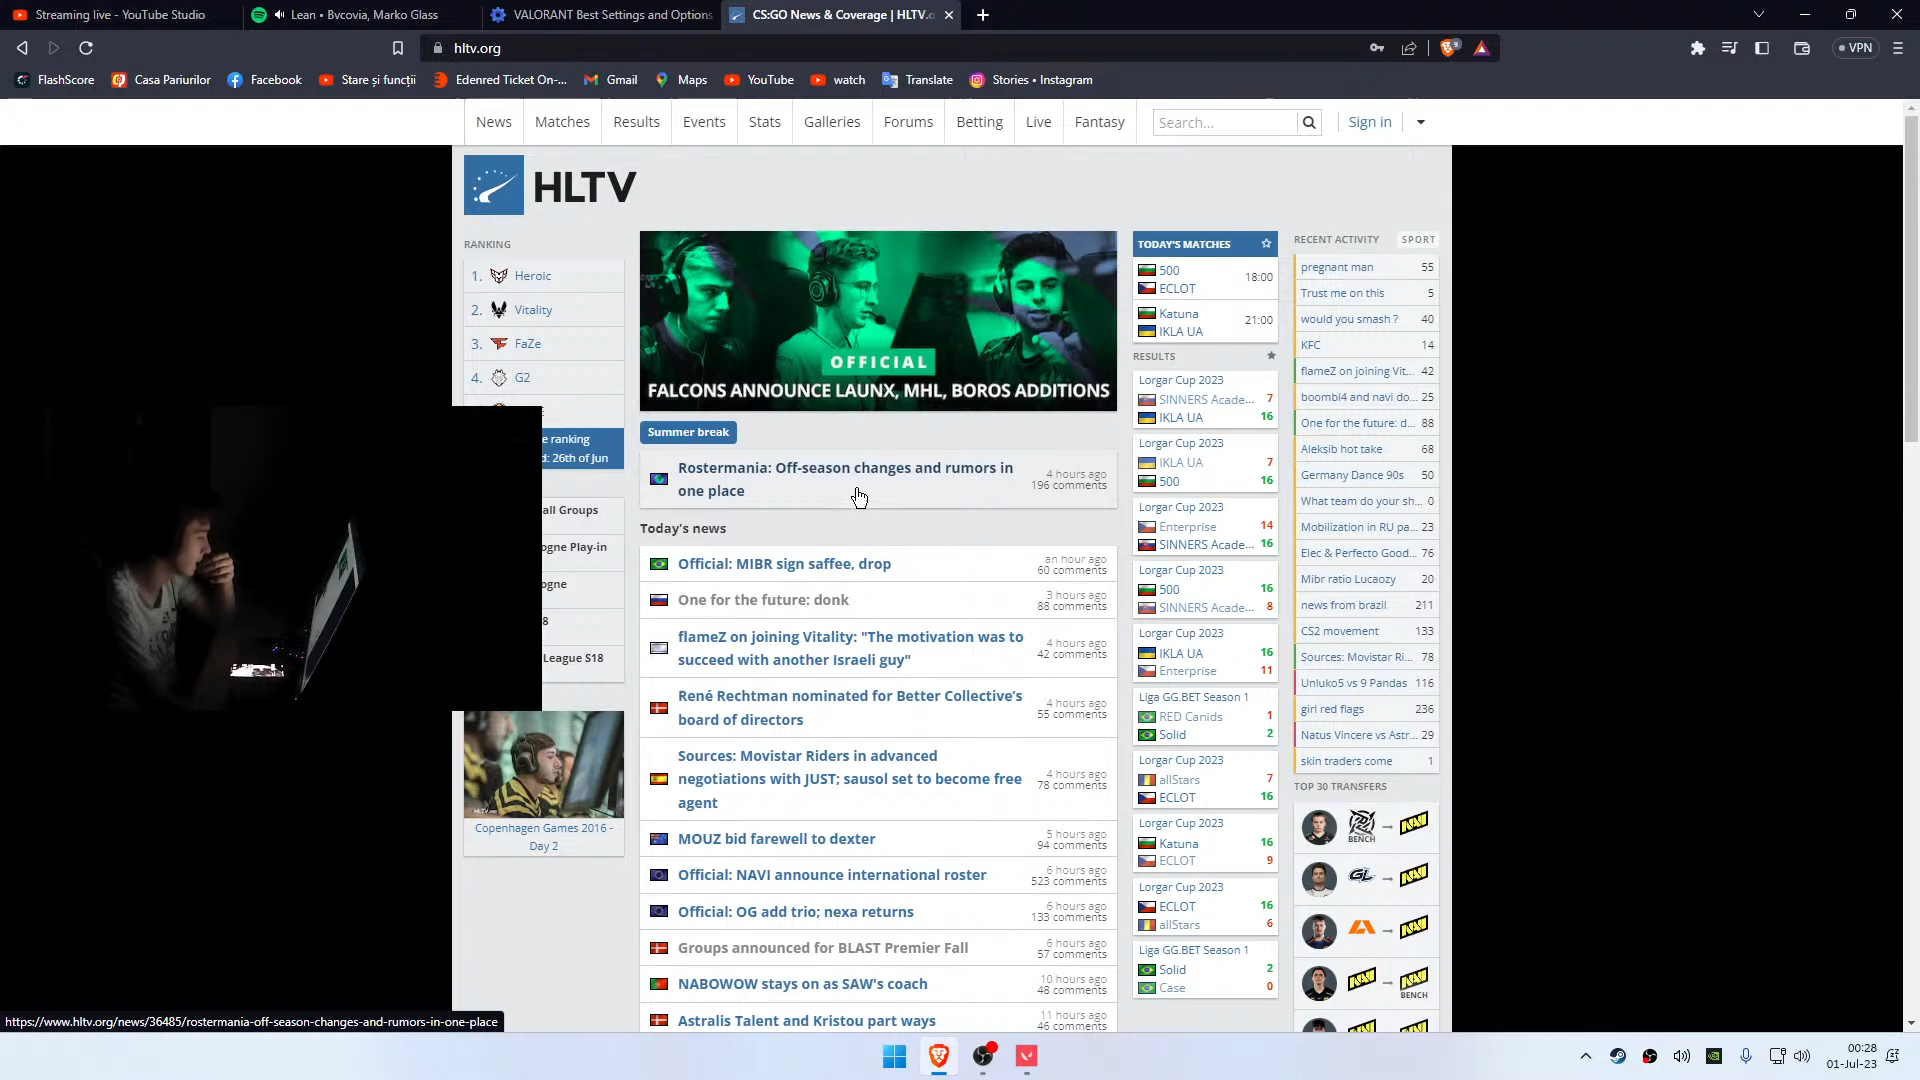 Streaming live - YouTube Studio
Lean • Bvcovia, Marko Glass
VALORANT Best Settings and Options
CS:GO News & Coverage | HLTV.o
hltv.org
VPN
FlashScore
Casa Pariurilor
Facebook
Stare și funcții
Edenred Ticket On-...
Gmail
Maps
YouTube
watch
Translate
Stories • Instagram
News
Matches
Results
Events
Stats
Galleries
Forums
Betting
Live
Fantasy
Search...
Sign in
HLTV
RANKING
1. Heroic
2. Vitality
3. FaZe
4. G2
e ranking
d: 26th of Jun
all Groups
ogne Play-in
ogne
8
League S18
Copenhagen Games 2016 -
Day 2
OFFICIAL
FALCONS ANNOUNCE LAUNX, MHL, BOROS ADDITIONS
Summer break
Rostermania: Off-season changes and rumors in
one place
4 hours ago
196 comments
Today's news
Official: MIBR sign saffee, drop
an hour ago
60 comments
One for the future: donk
3 hours ago
88 comments
flameZ on joining Vitality: "The motivation was to
succeed with another Israeli guy"
4 hours ago
42 comments
René Rechtman nominated for Better Collective’s
board of directors
4 hours ago
55 comments
Sources: Movistar Riders in advanced
negotiations with JUST; sausol set to become free
agent
4 hours ago
78 comments
MOUZ bid farewell to dexter
5 hours ago
94 comments
Official: NAVI announce international roster
6 hours ago
523 comments
Official: OG add trio; nexa returns
6 hours ago
133 comments
Groups announced for BLAST Premier Fall
6 hours ago
57 comments
NABOWOW stays on as SAW's coach
10 hours ago
48 comments
Astralis Talent and Kristou part ways
11 hours ago
46 comments
TODAY'S MATCHES
500
ECLOT
18:00
Katuna
IKLA UA
21:00
RESULTS
Lorgar Cup 2023
SINNERS Acade... 7
IKLA UA 16
Lorgar Cup 2023
IKLA UA 7
500 16
Lorgar Cup 2023
Enterprise 14
SINNERS Acade... 16
Lorgar Cup 2023
500 16
SINNERS Acade... 8
Lorgar Cup 2023
IKLA UA 16
Enterprise 11
Liga GG.BET Season 1
RED Canids 1
Solid 2
Lorgar Cup 2023
allStars 7
ECLOT 16
Lorgar Cup 2023
Katuna 16
ECLOT 9
Lorgar Cup 2023
ECLOT 16
allStars 6
Liga GG.BET Season 1
Solid 2
Case 0
RECENT ACTIVITY SPORT
pregnant man 55
Trust me on this 5
would you smash ? 40
KFC 14
flameZ on joining Vit... 42
boombl4 and navi do... 25
One for the future: d... 88
Aleksib hot take 68
Germany Dance 90s 50
What team do your sh... 0
Mobilization in RU pa... 23
Elec & Perfecto Good... 76
Mibr ratio Lucaozy 20
news from brazil 211
CS2 movement 133
Sources: Movistar Ri... 78
Unluko5 vs 9 Pandas 116
girl red flags 236
Natus Vincere vs Astr... 29
skin traders come 1
TOP 30 TRANSFERS
BENCH
GL
BENCH
https://www.hltv.org/news/36485/rostermania-off-season-changes-and-rumors-in-one-place
00:28
01-Jul-23